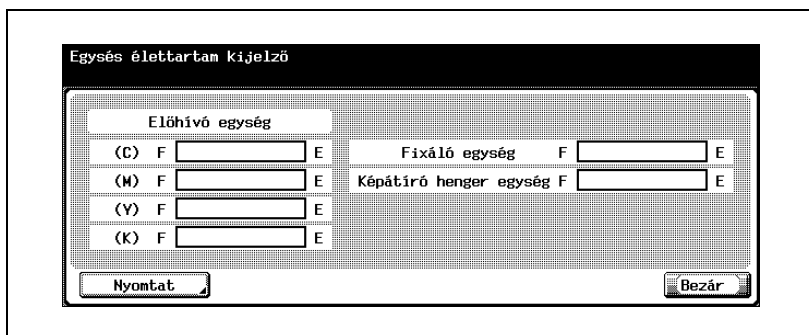 Egysés élettartam kijelző
Előhívó egység
(C) F E Fixáló egység F E
(M) F E Képátíró henger egység F E
(Y) F E
(K) F E
Nyomtat Bezár